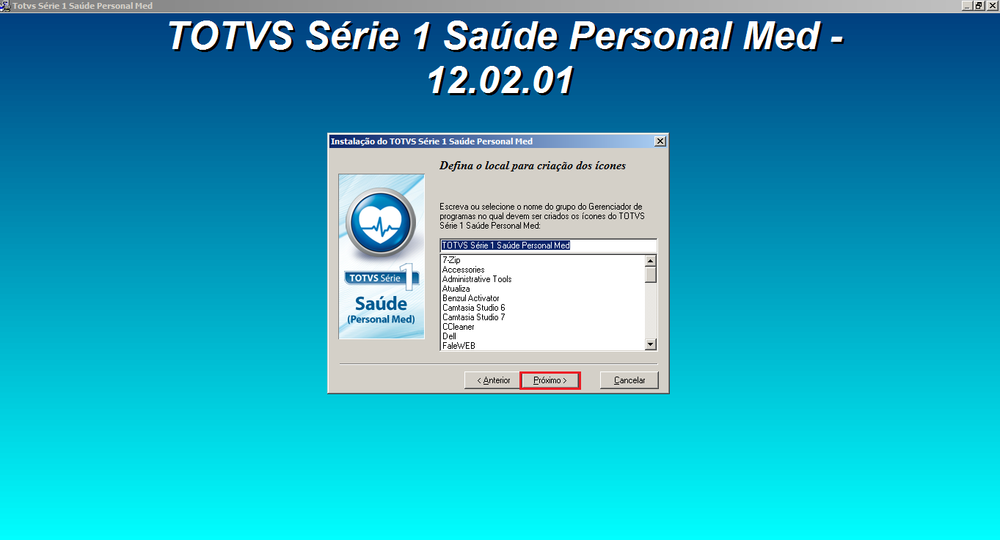 Totvs Série 1 Saúde Personal Med
TOTVS Série 1 Saúde Personal Med -
12.02.01
Instalação do TOTVS Série 1 Saúde Personal Med
Defina o local para criação dos ícones
Escreva ou selecione o nome do grupo do Gerenciador de
programas no qual devem ser criados os ícones do TOTVS
Série 1 Saúde Personal Med:
TOTVS Série 1 Saúde Personal Med
7-Zip
Accessories
Administrative Tools
Atualiza
Benzul Activator
Camtasia Studio 6
Camtasia Studio 7
CCleaner
Dell
FaleWEB
TOTVS Série 1
Saúde
(Personal Med)
< Anterior
Próximo >
Cancelar